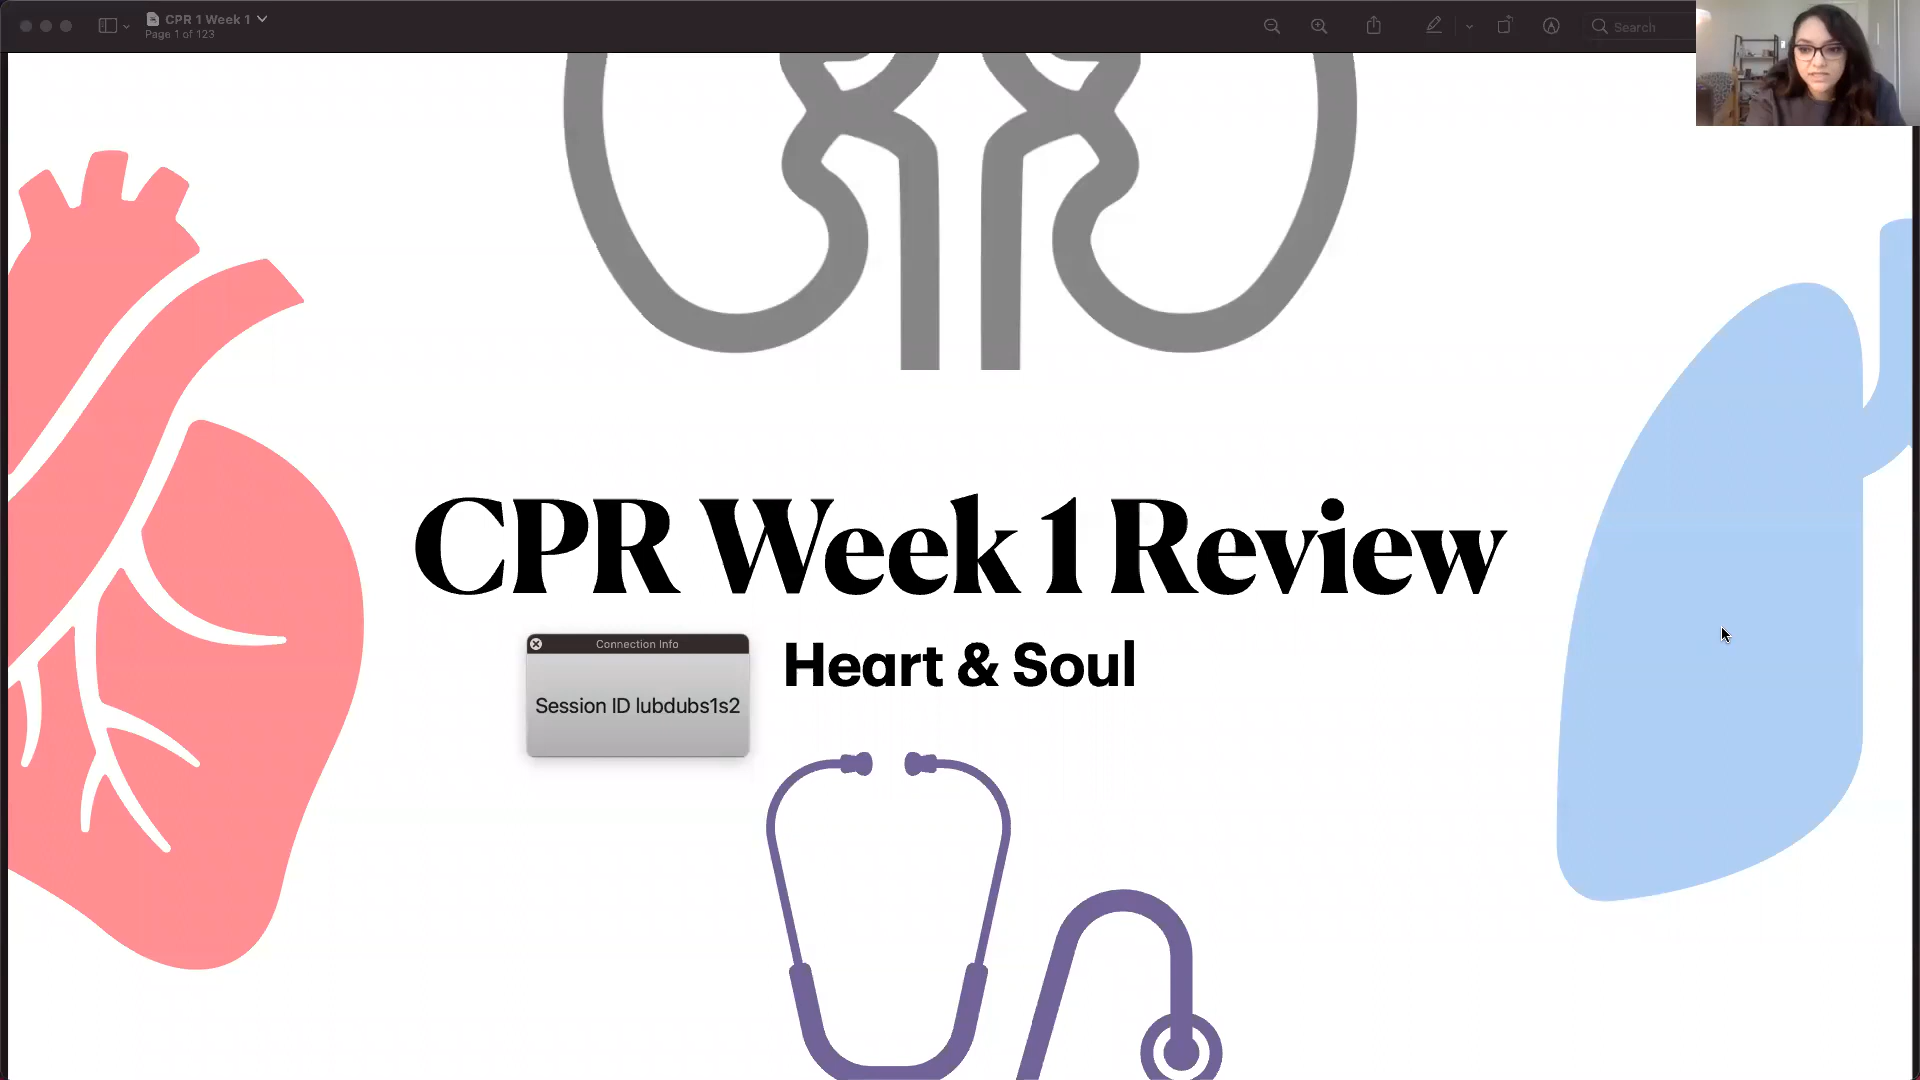 CPR 1 Week 1
Page 1 of 123
Search
CPR Week 1 Review
Heart & Soul
Connection Info
Session ID lubdubs1s2